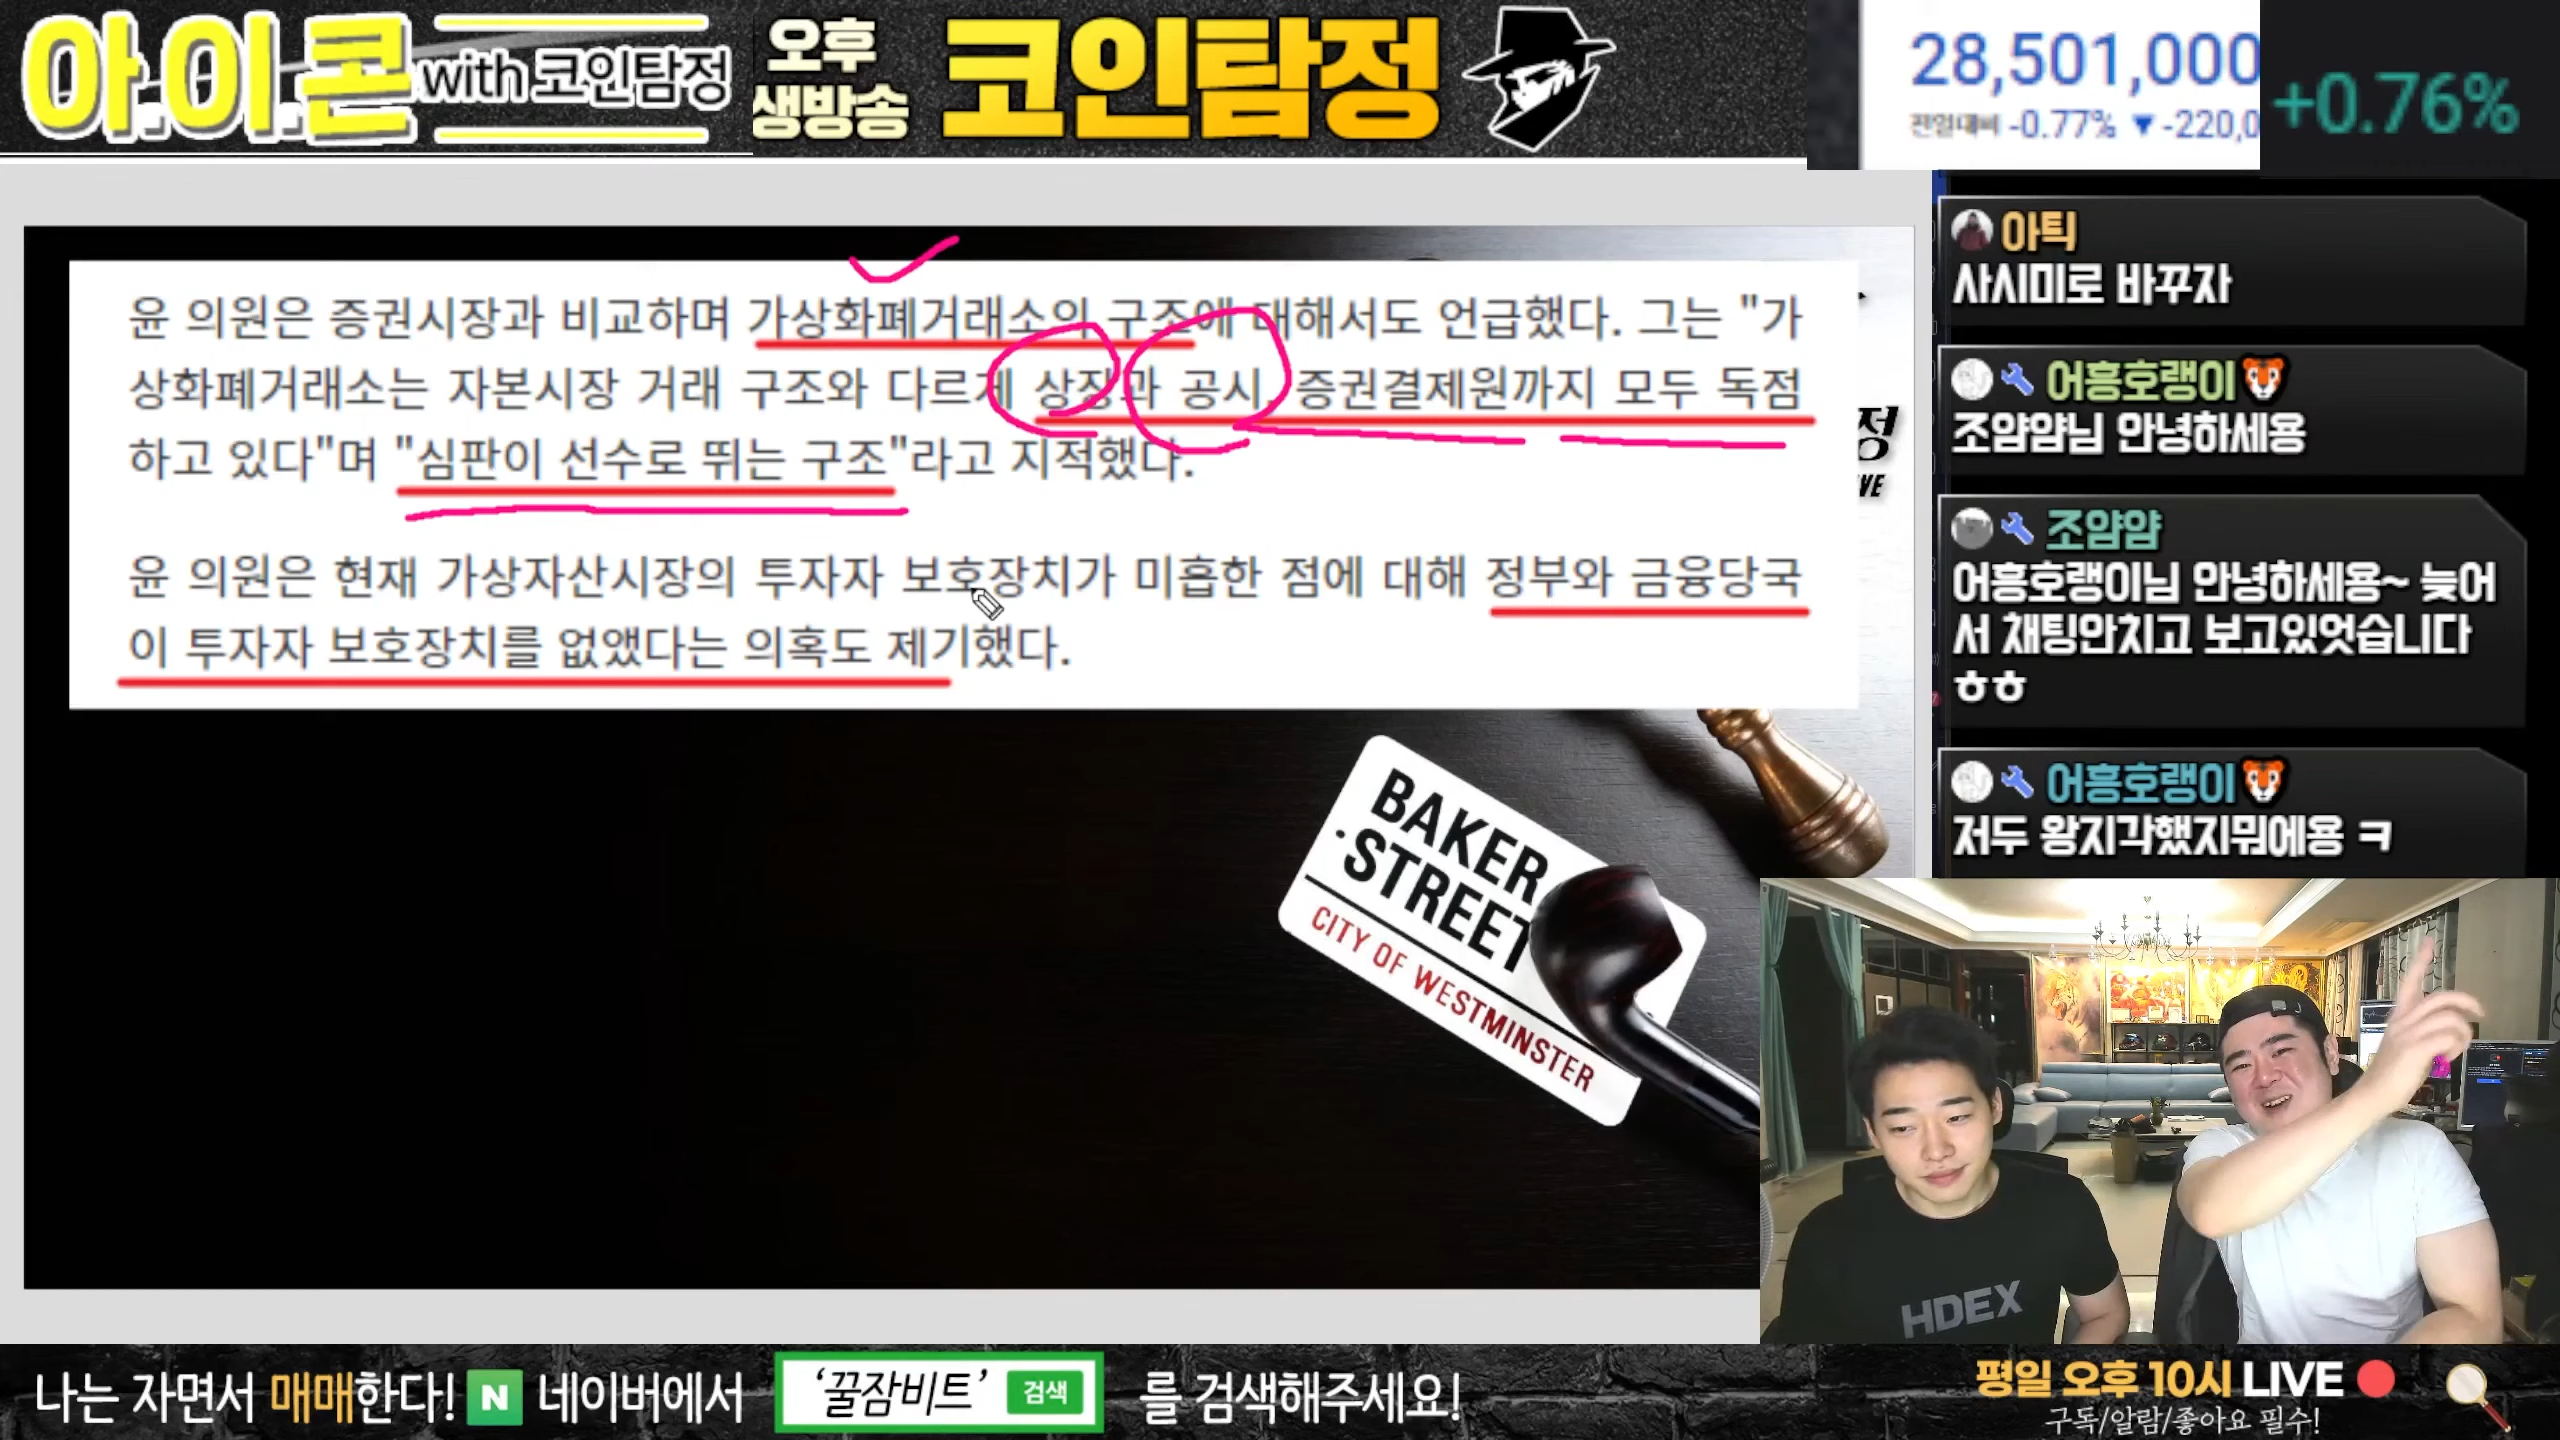 아이콘 with 코인탐정
오후
생방송
코인탐정
28,501,000
전일대비 -0.77% ▼ -220,0
+0.76%
윤 의원은 증권시장과 비교하며 가상화폐거래소의 구조에 대해서도 언급했다. 그는 "가
상화폐거래소는 자본시장 거래 구조와 다르게 상장과 공시, 증권결제원까지 모두 독점
하고 있다"며 "심판이 선수로 뛰는 구조"라고 지적했다.
윤 의원은 현재 가상자산시장의 투자자 보호장치가 미흡한 점에 대해 정부와 금융당국
이 투자자 보호장치를 없앴다는 의혹도 제기했다.
정
VE
BAKER
STREET
CITY OF WESTMINSTER
아틱
사시미로 바꾸자
어흥호랭이🐯
조얌얌님 안녕하세용
조얌얌
어흥호랭이님 안녕하세용~ 늦어
서 채팅안치고 보고있엇습니다
ㅎㅎ
어흥호랭이🐯
저두 왕지각했지뭐에용 ㅋ
HDEX
나는 자면서 매매한다! N 네이버에서 '꿀잠비트' 검색 를 검색해주세요!
평일 오후 10시 LIVE
구독/알람/좋아요 필수!